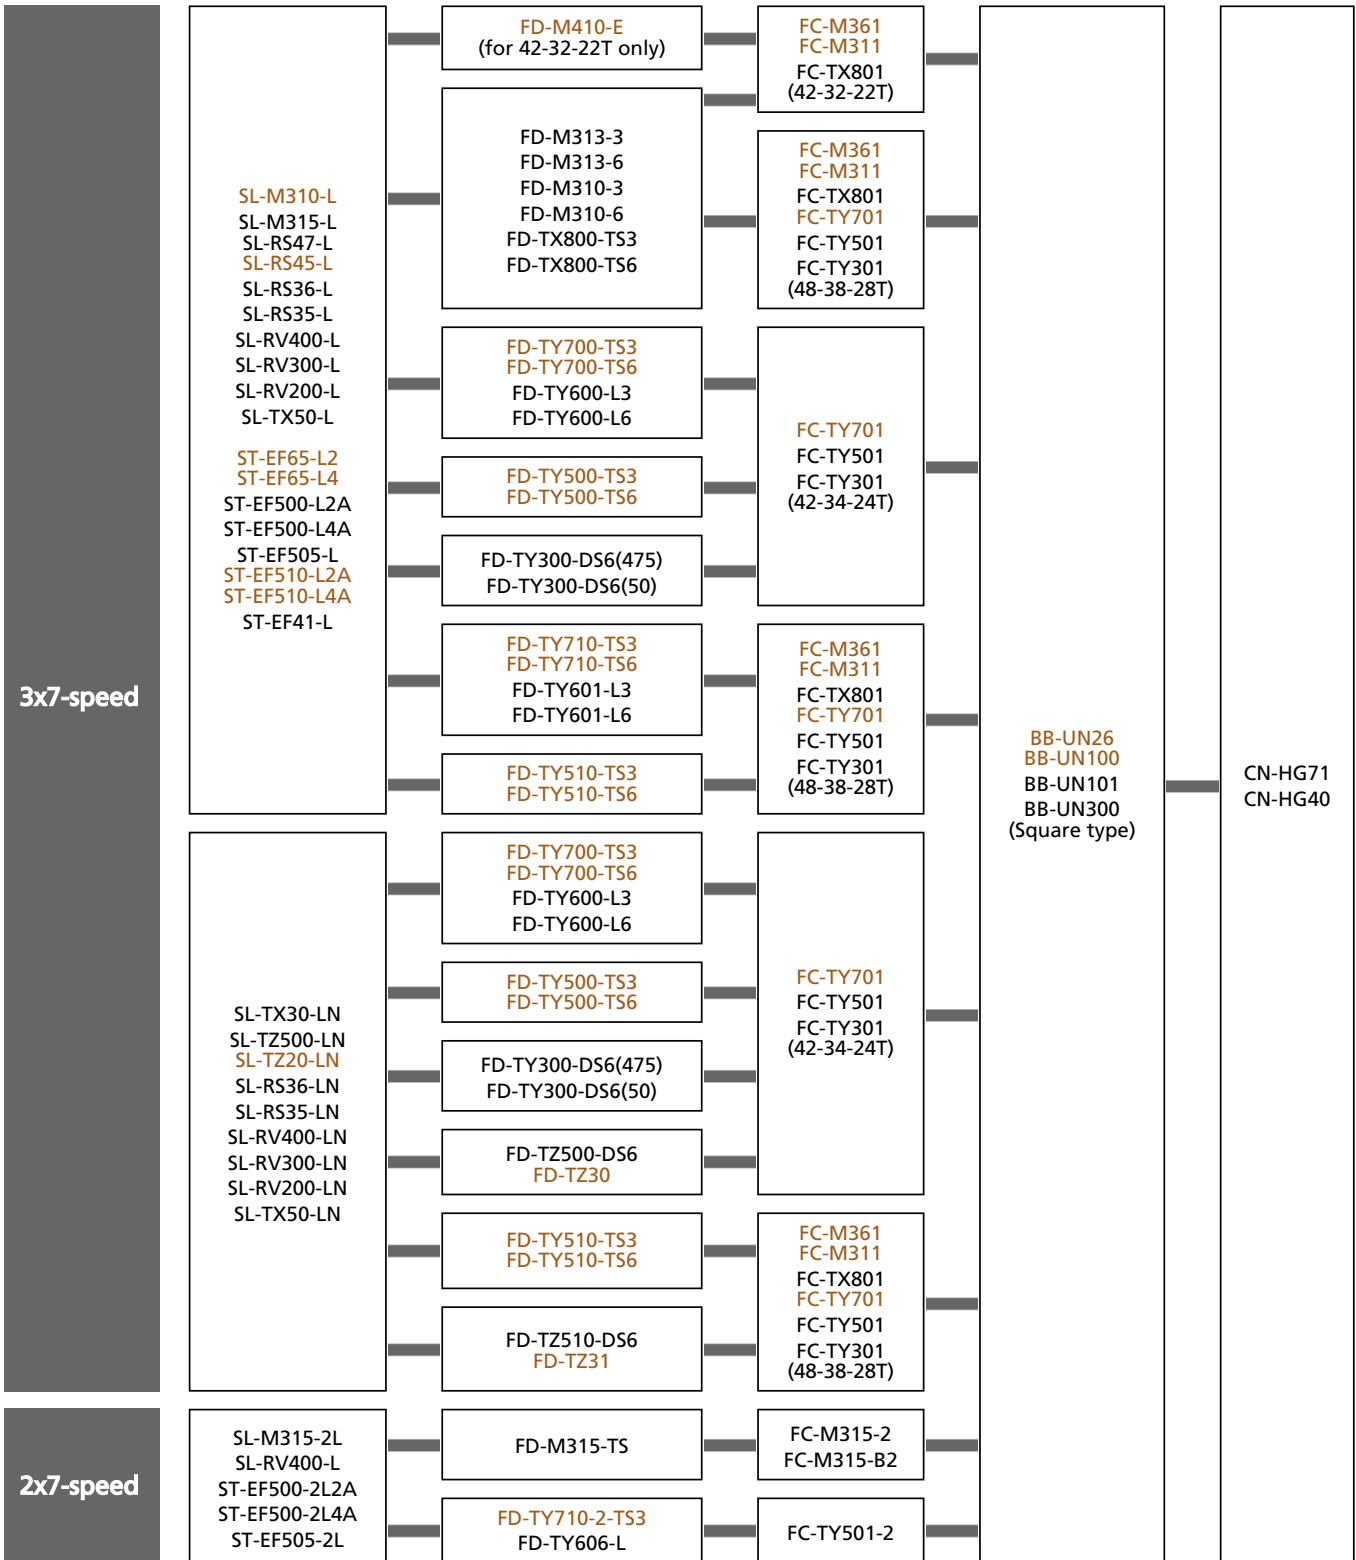 3x7-speed
SL-M310-L
SL-M315-L
SL-RS47-L
SL-RS45-L
SL-RS36-L
SL-RS35-L
SL-RV400-L
SL-RV300-L
SL-RV200-L
SL-TX50-L
ST-EF65-L2
ST-EF65-L4
ST-EF500-L2A
ST-EF500-L4A
ST-EF505-L
ST-EF510-L2A
ST-EF510-L4A
ST-EF41-L
FD-M410-E
(for 42-32-22T only)
FD-M313-3
FD-M313-6
FD-M310-3
FD-M310-6
FD-TX800-TS3
FD-TX800-TS6
FD-TY700-TS3
FD-TY700-TS6
FD-TY600-L3
FD-TY600-L6
FD-TY500-TS3
FD-TY500-TS6
FD-TY300-DS6(475)
FD-TY300-DS6(50)
FD-TY710-TS3
FD-TY710-TS6
FD-TY601-L3
FD-TY601-L6
FD-TY510-TS3
FD-TY510-TS6
FC-M361
FC-M311
FC-TX801
(42-32-22T)
FC-M361
FC-M311
FC-TX801
FC-TY701
FC-TY501
FC-TY301
(48-38-28T)
FC-TY701
FC-TY501
FC-TY301
(42-34-24T)
FC-M361
FC-M311
FC-TX801
FC-TY701
FC-TY501
FC-TY301
(48-38-28T)
SL-TX30-LN
SL-TZ500-LN
SL-TZ20-LN
SL-RS36-LN
SL-RS35-LN
SL-RV400-LN
SL-RV300-LN
SL-RV200-LN
SL-TX50-LN
FD-TY700-TS3
FD-TY700-TS6
FD-TY600-L3
FD-TY600-L6
FD-TY500-TS3
FD-TY500-TS6
FD-TY300-DS6(475)
FD-TY300-DS6(50)
FD-TZ500-DS6
FD-TZ30
FD-TY510-TS3
FD-TY510-TS6
FD-TZ510-DS6
FD-TZ31
FC-TY701
FC-TY501
FC-TY301
(42-34-24T)
FC-M361
FC-M311
FC-TX801
FC-TY701
FC-TY501
FC-TY301
(48-38-28T)
2x7-speed
SL-M315-2L
SL-RV400-L
ST-EF500-2L2A
ST-EF500-2L4A
ST-EF505-2L
FD-M315-TS
FD-TY710-2-TS3
FD-TY606-L
FC-M315-2
FC-M315-B2
FC-TY501-2
BB-UN26
BB-UN100
BB-UN101
BB-UN300
(Square type)
CN-HG71
CN-HG40